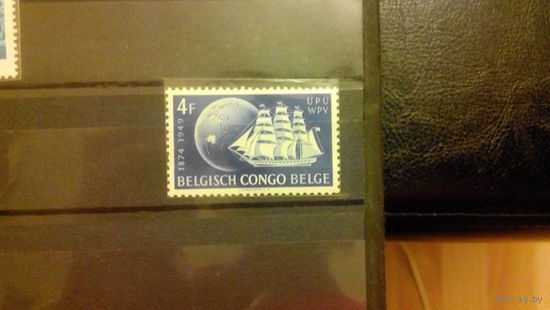 4F
UPU
WPV
1874 1949
BELGISCH CONGO BELGE
www.ay.by